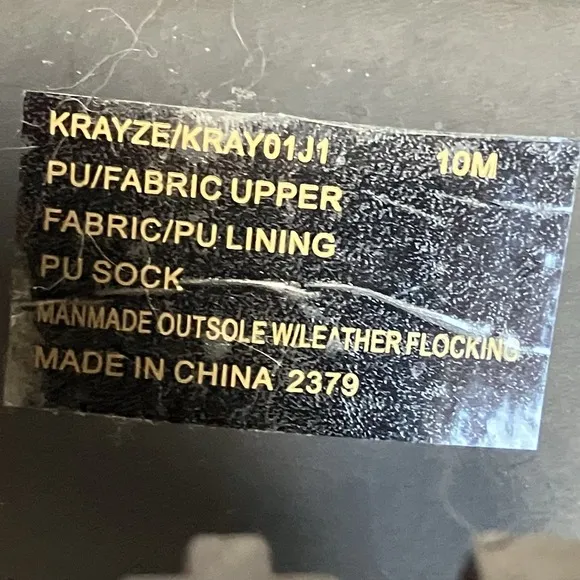 KRAYZE/KRAY01J1 10M
PU/FABRIC UPPER
FABRIC/PU LINING
PU SOCK
MANMADE OUTSOLE W/LEATHER FLOCKING
MADE IN CHINA 2379